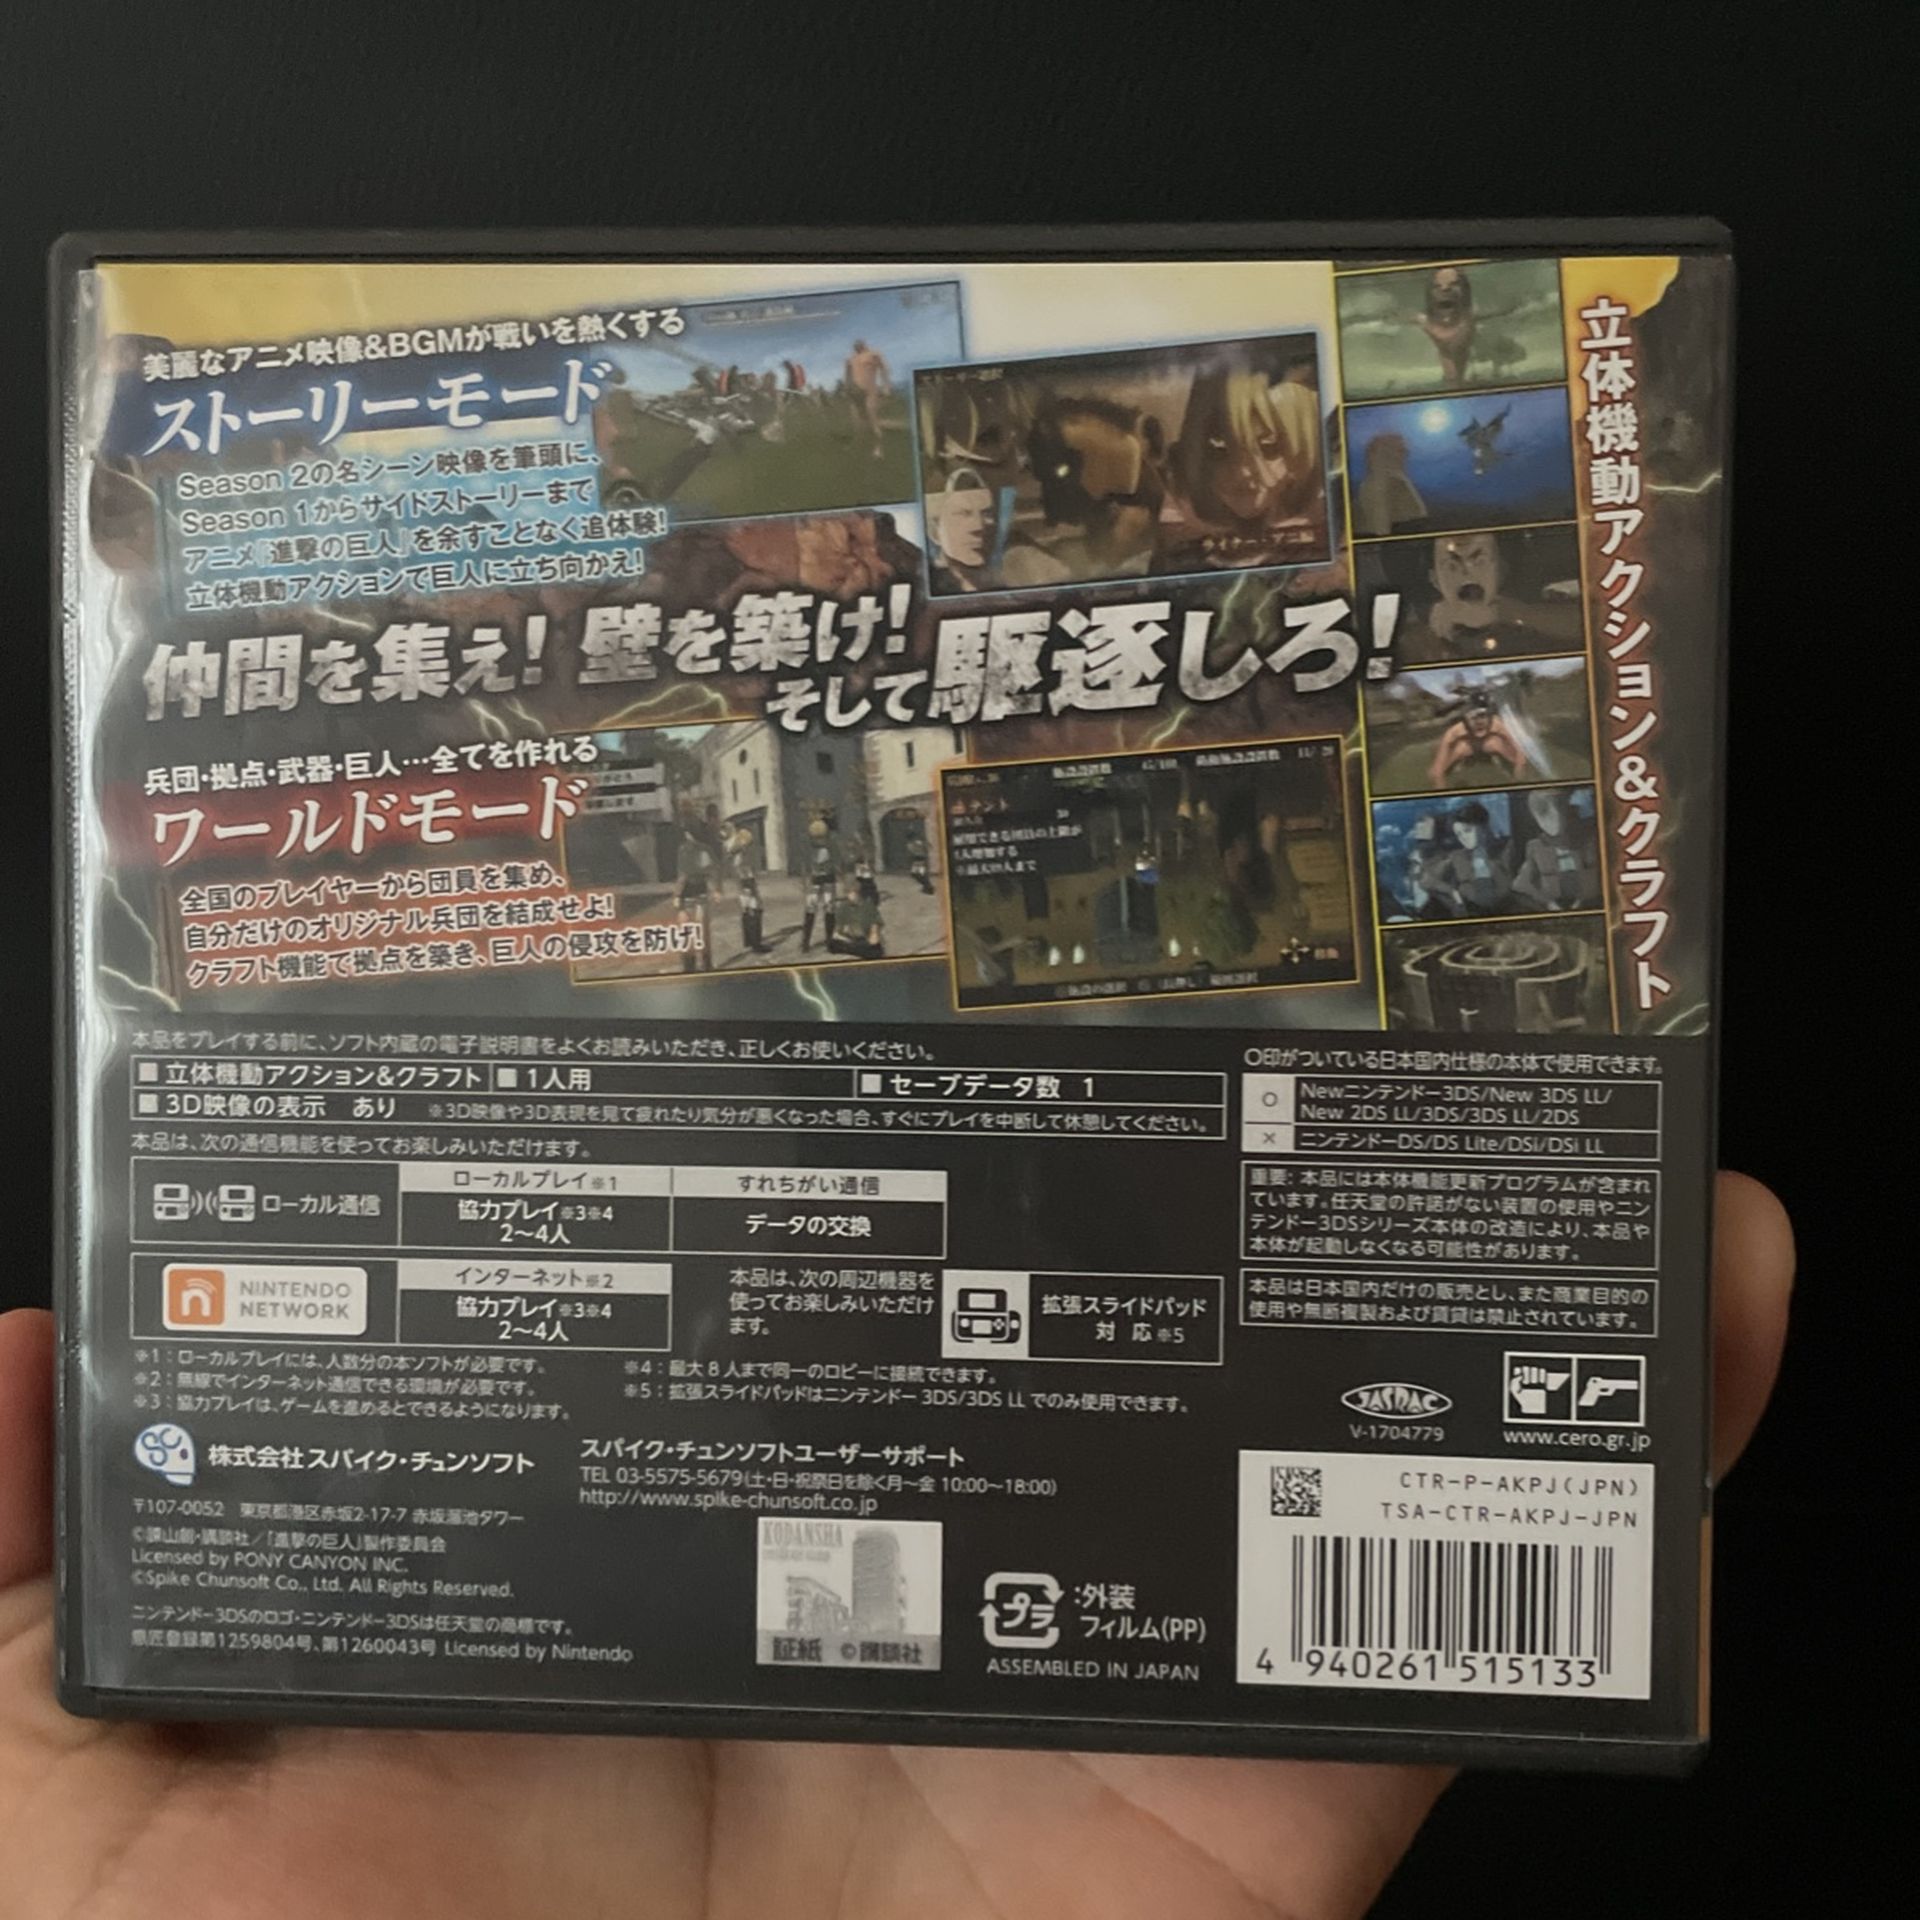 美麗なアニメ映像&BGMが戦いを熱くする
ストーリーモード
Season 2の名シーン映像を筆頭に、
Season 1からサイドストーリーまで
アニメ『進撃の巨人』を余すことなく追体験!
立体機動アクションで巨人に立ち向かえ!
ライナー・アニ編
仲間を集え! 壁を築け!
そして駆逐しろ!
兵団・拠点・武器・巨人…全てを作れる
ワールドモード
全国のプレイヤーから団員を集め、
自分だけのオリジナル兵団を結成せよ!
クラフト機能で拠点を築き、巨人の侵攻を防げ!
テント
立体機動アクション&クラフト
本品をプレイする前に、ソフト内蔵の電子説明書をよくお読みいただき、正しくお使いください。
■ 立体機動アクション&クラフト ■ 1人用 ■ セーブデータ数 1
■ 3D映像の表示 あり ※3D映像や3D表現を見て疲れたり気分が悪くなった場合、すぐにプレイを中断して休憩してください。
本品は、次の通信機能を使ってお楽しみいただけます。
ローカル通信
ローカルプレイ※1
協力プレイ※3※4
2～4人
すれちがい通信
データの交換
NINTENDO
NETWORK
インターネット※2
協力プレイ※3※4
2～4人
本品は、次の周辺機器を
使ってお楽しみいただけ
ます。
拡張スライドパッド
対 応※5
※1：ローカルプレイには、人数分の本ソフトが必要です。
※2：無線でインターネット通信できる環境が必要です。
※3：協力プレイは、ゲームを進めるとできるようになります。
※4：最大 8 人まで同一のロビーに接続できます。
※5：拡張スライドパッドはニンテンドー 3DS/3DS LL でのみ使用できます。
〇印がついている日本国内仕様の本体で使用できます。
○ Newニンテンドー3DS/New 3DS LL/
New 2DS LL/3DS/3DS LL/2DS
× ニンテンドーDS/DS Lite/DSi/DSi LL
重要：本品には本体機能更新プログラムが含まれ
ています。任天堂の許諾がない装置の使用やニン
テンドー3DSシリーズ本体の改造により、本品や
本体が起動しなくなる可能性があります。
本品は日本国内だけの販売とし、また商業目的の
使用や無断複製および賃貸は禁止されています。
JASRAC
V-1704779
www.cero.gr.jp
株式会社スパイク・チュンソフト
〒107-0052 東京都港区赤坂2-17-7 赤坂溜池タワー
スパイク・チュンソフトユーザーサポート
TEL 03-5575-5679(土・日・祝祭日を除く月～金 10:00～18:00)
http://www.spike-chunsoft.co.jp
©諫山創・講談社／「進撃の巨人」製作委員会
Licensed by PONY CANYON INC.
©Spike Chunsoft Co., Ltd. All Rights Reserved.
ニンテンドー3DSのロゴ・ニンテンドー3DSは任天堂の商標です。
意匠登録第1259804号、第1260043号 Licensed by Nintendo
KODANSHA
証紙 ©講談社
プラ
:外装
フィルム(PP)
ASSEMBLED IN JAPAN
CTR-P-AKPJ(JPN)
TSA-CTR-AKPJ-JPN
4 940261 515133